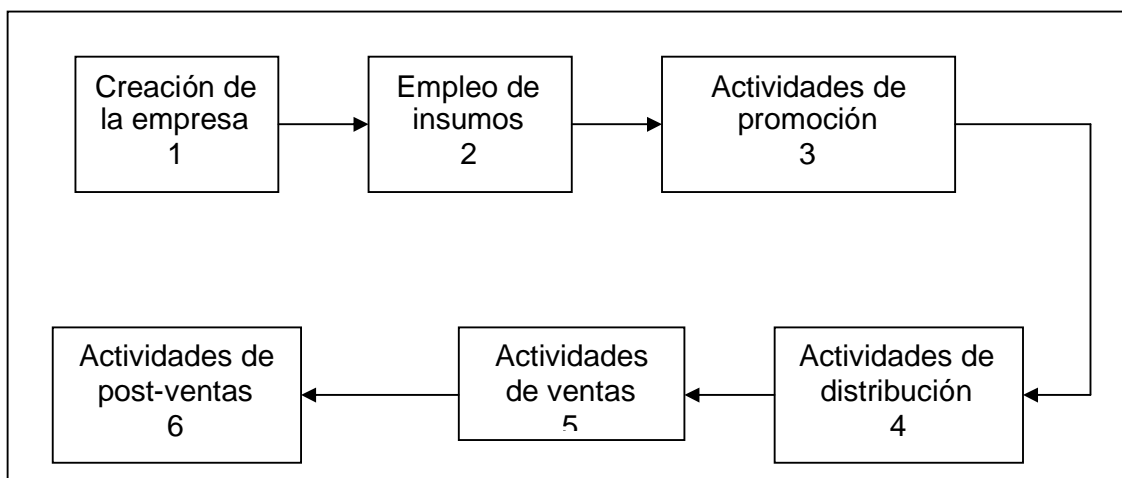 Creación de
la empresa
1
Empleo de
insumos
2
Actividades de
promoción
3
Actividades de
distribución
4
Actividades
de ventas
5
Actividades de
post-ventas
6